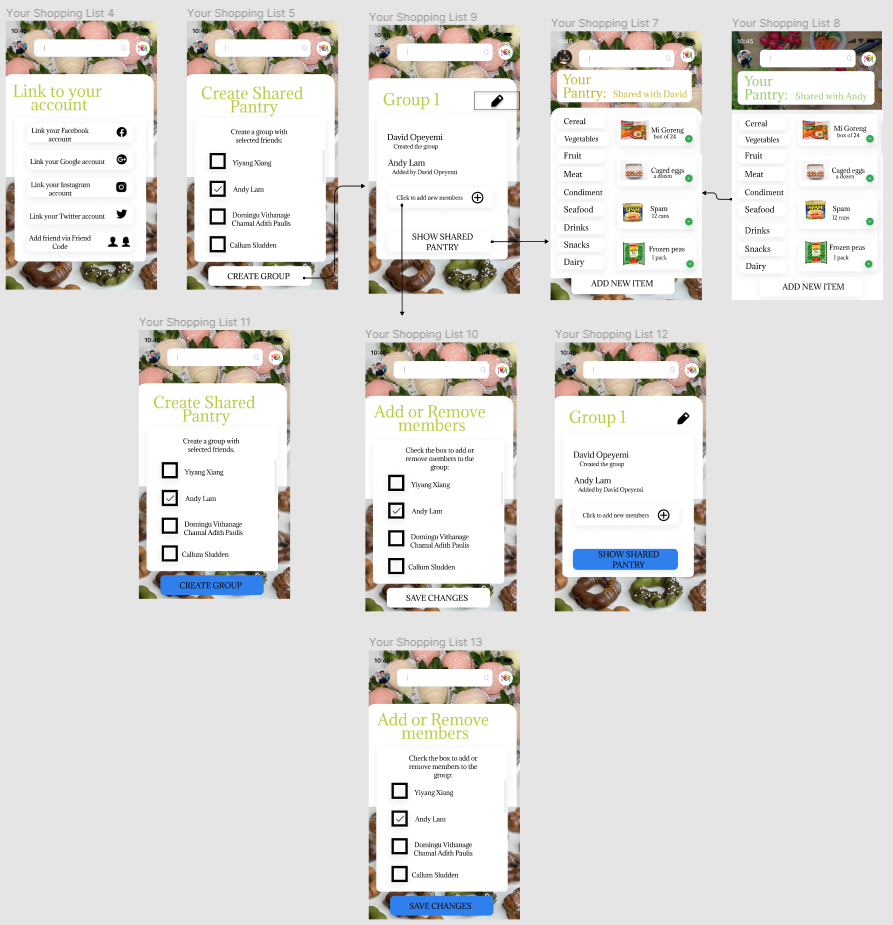 Your Shopping List 4
10:46
Link to your
account
Link your Facebook
account
Link your Google account
Link your Instagram
account
Link your Twitter account
Add friend via Friend
Code
Your Shopping List 5
10:46
Create Shared
Pantry
Create a group with
selected friends:
Yiyang Xiang
Andy Lam
Domingu Vithanage
Chamal Adith Paulis
Callum Sludden
CREATE GROUP
Your Shopping List 9
10:46
Group 1
David Opeyemi
Created the group
Andy Lam
Added by David Opeyemi
Click to add new members
SHOW SHARED
PANTRY
Your Shopping List 7
10:46
Your
Pantry: Shared with David
Cereal
Vegetables
Fruit
Meat
Condiment
Seafood
Drinks
Snacks
Dairy
Mi Goreng
box of 24
Caged eggs
a dozen
Spam
12 cans
Frozen peas
1 pack
ADD NEW ITEM
Your Shopping List 8
10:46
Your
Pantry: Shared with Andy
Cereal
Vegetables
Fruit
Meat
Condiment
Seafood
Drinks
Snacks
Dairy
Mi Goreng
box of 24
Caged eggs
a dozen
Spam
12 cans
Frozen peas
1 pack
ADD NEW ITEM
Your Shopping List 11
10:46
Create Shared
Pantry
Create a group with
selected friends:
Yiyang Xiang
Andy Lam
Domingu Vithanage
Chamal Adith Paulis
Callum Sludden
CREATE GROUP
Your Shopping List 10
10:46
Add or Remove
members
Check the box to add or
remove members to the
group:
Yiyang Xiang
Andy Lam
Domingu Vithanage
Chamal Adith Paulis
Callum Sludden
SAVE CHANGES
Your Shopping List 12
10:46
Group 1
David Opeyemi
Created the group
Andy Lam
Added by David Opeyemi
Click to add new members
SHOW SHARED
PANTRY
Your Shopping List 13
10:46
Add or Remove
members
Check the box to add or
remove members to the
group:
Yiyang Xiang
Andy Lam
Domingu Vithanage
Chamal Adith Paulis
Callum Sludden
SAVE CHANGES